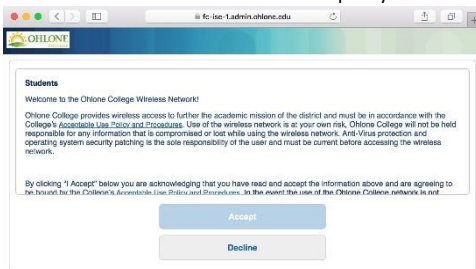 fc-ise-1.admin.ohlone.edu
OHLONE
COLLEGE
Students
Welcome to the Ohlone College Wireless Network!
Ohlone College provides wireless access to further the academic mission of the district and must be in accordance with the
College's Acceptable Use Policy and Procedures. Use of the wireless network is at your own risk, Ohlone College will not be held
responsible for any information that is compromised or lost while using the wireless network. Anti-Virus protection and
operating system security patching is the sole responsibility of the user and must be current before accessing the wireless
network.
By clicking "I Accept" below you are acknowledging that you have read and accept the information above and are agreeing to
be bound by the College's Acceptable Use Policy and Procedures. In the event the use of the Ohlone College network is not
Accept
Decline